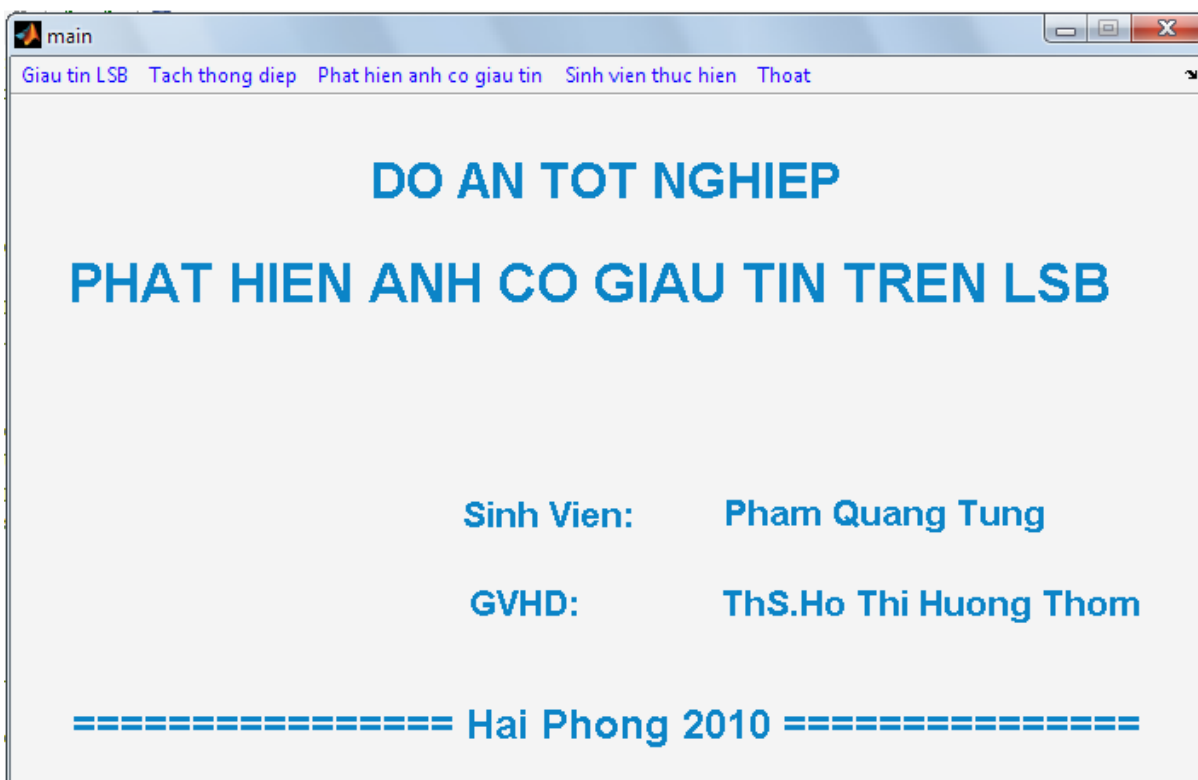 main
Giau tin LSB Tach thong diep Phat hien anh co giau tin Sinh vien thuc hien Thoat
DO AN TOT NGHIEP
PHAT HIEN ANH CO GIAU TIN TREN LSB
Sinh Vien: Pham Quang Tung
GVHD: ThS.Ho Thi Huong Thom
================ Hai Phong 2010 ===============